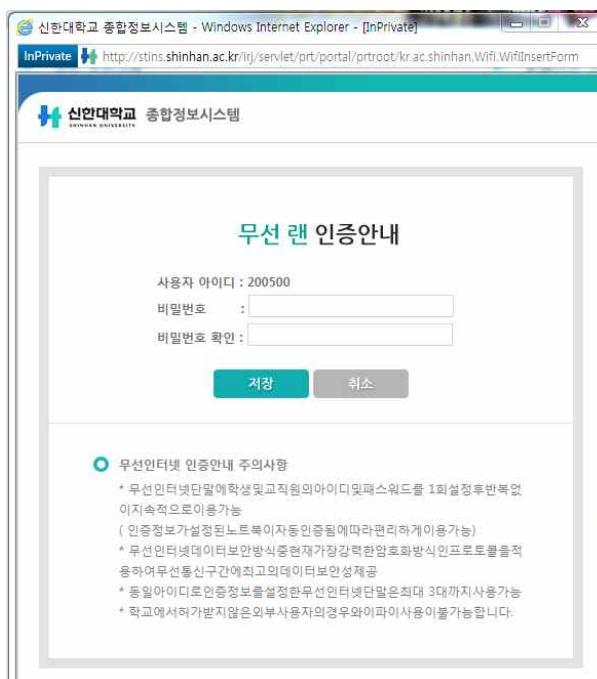 신한대학교 종합정보시스템 - Windows Internet Explorer - [InPrivate]
InPrivate http://stins.shinhan.ac.kr/irj/servlet/prt/portal/prtroot/kr.ac.shinhan.Wifi.WifiInsertForm
신한대학교 종합정보시스템
SHINHAN UNIVERSITY
무선 랜 인증안내
사용자 아이디 : 200500
비밀번호 :
비밀번호 확인 :
저장 취소
무선인터넷 인증안내 주의사항
* 무선인터넷단말에학생및교직원의아이디및패스워드를 1회설정후반복없
이지속적으로이용가능
( 인증정보가설정된노트북이자동인증됨에따라편리하게이용가능)
* 무선인터넷데이터보안방식중현재가장강력한암호화방식인프로토콜을적
용하여무선통신구간에최고의데이터보안성제공
* 동일아이디로인증정보를설정한무선인터넷단말은최대 3대까지사용가능
* 학교에서허가받지않은외부사용자의경우와이파이사용이불가능합니다.